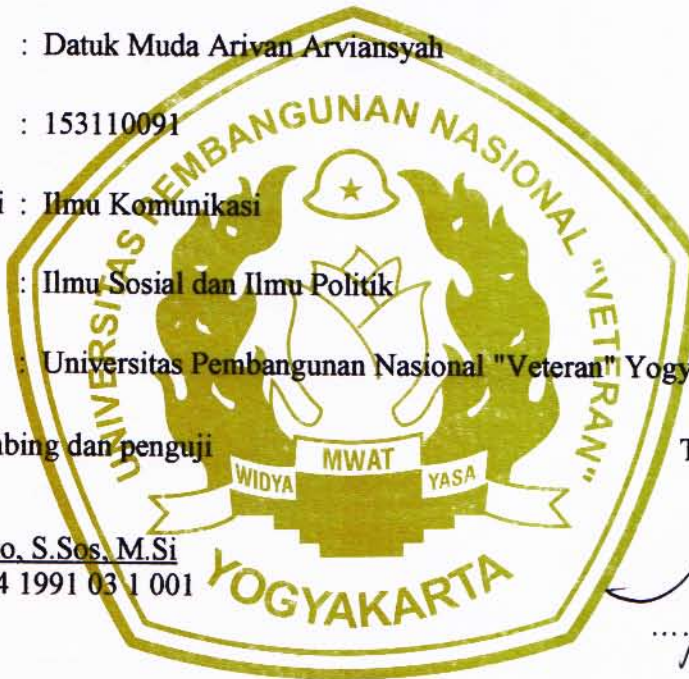 : Datuk Muda Arivan Arviansyah
: 153110091
i : Ilmu Komunikasi
: Ilmu Sosial dan Ilmu Politik
: Universitas Pembangunan Nasional "Veteran" Yogy
bing dan penguji T
o, S.Sos, M.Si
4 1991 03 1 001
UNIVERSITAS PEMBANGUNAN NASIONAL "VETERAN"
WIDYA MWAT YASA
YOGYAKARTA